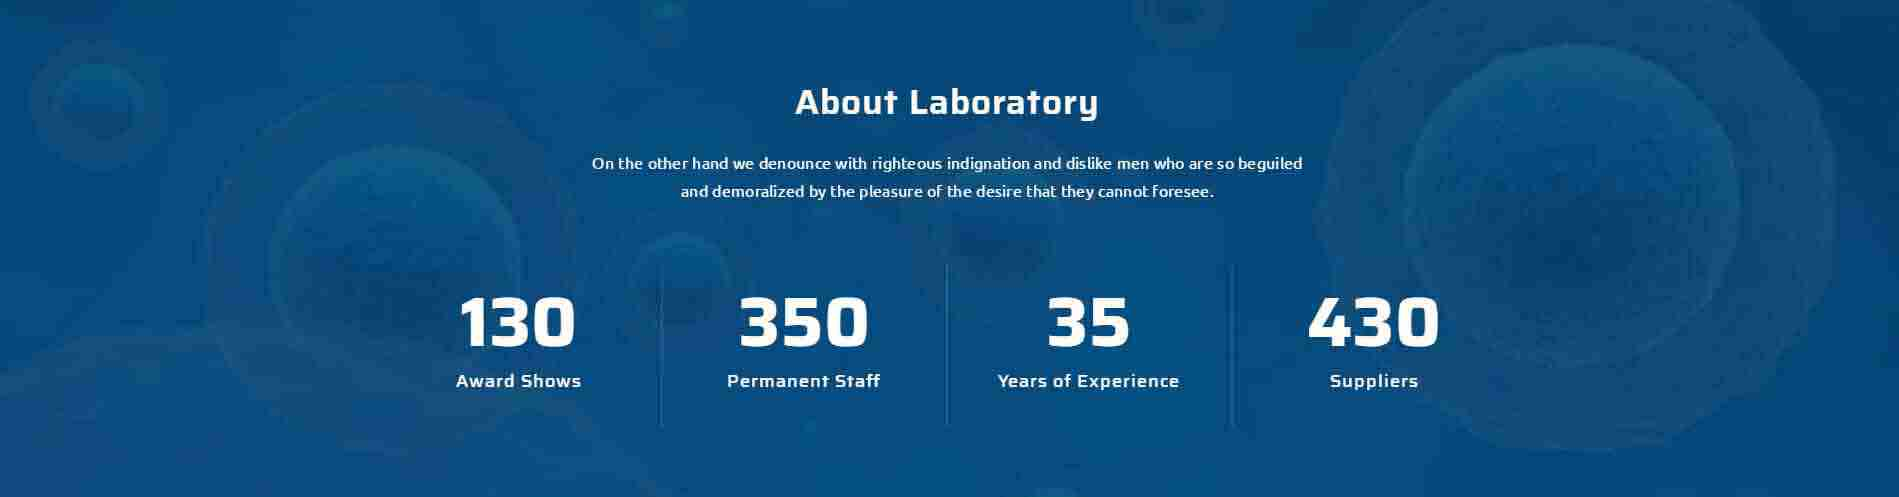 About Laboratory
On the other hand we denounce with righteous indignation and dislike men who are so beguiled
and demoralized by the pleasure of the desire that they cannot foresee.
130
Award Shows
350
Permanent Staff
35
Years of Experience
430
Suppliers